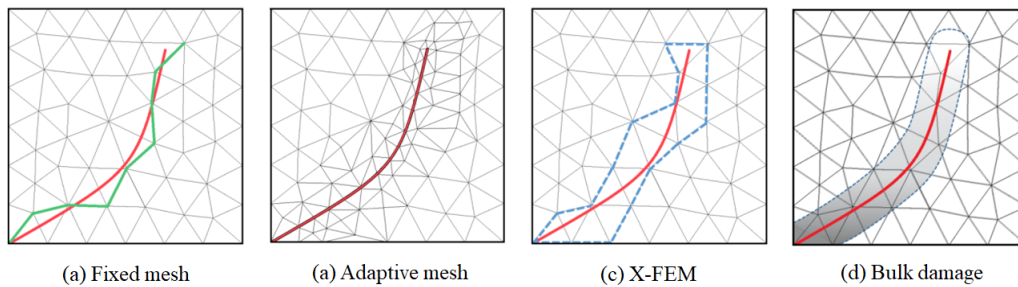 (a) Fixed mesh
(a) Adaptive mesh
(c) X-FEM
(d) Bulk damage